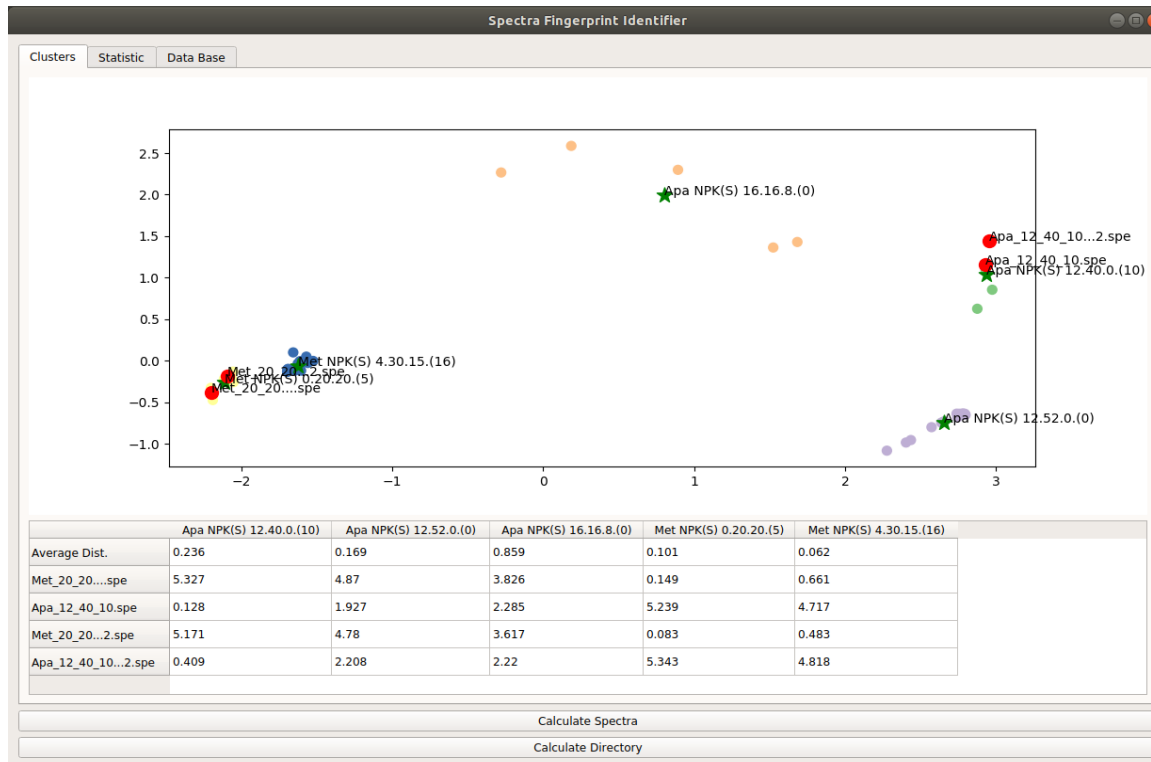 Spectra Fingerprint Identifier
Clusters Statistic Data Base
2.5
2.0
1.5
1.0
0.5
0.0
−0.5
−1.0
Apa NPK(S) 16.16.8.(0)
Apa_12_40_10...2.spe
Apa_12_40_10.spe
Apa NPK(S) 12.40.0.(10)
Met NPK(S) 4.30.15.(16)
Met_20_20...2.spe
Met NPK(S) 0.20.20.(5)
Met_20_20....spe
Apa NPK(S) 12.52.0.(0)
−2 −1 0 1 2 3
Apa NPK(S) 12.40.0.(10) Apa NPK(S) 12.52.0.(0) Apa NPK(S) 16.16.8.(0) Met NPK(S) 0.20.20.(5) Met NPK(S) 4.30.15.(16)
Average Dist. 0.236 0.169 0.859 0.101 0.062
Met_20_20....spe 5.327 4.87 3.826 0.149 0.661
Apa_12_40_10.spe 0.128 1.927 2.285 5.239 4.717
Met_20_20...2.spe 5.171 4.78 3.617 0.083 0.483
Apa_12_40_10...2.spe 0.409 2.208 2.22 5.343 4.818
Calculate Spectra
Calculate Directory